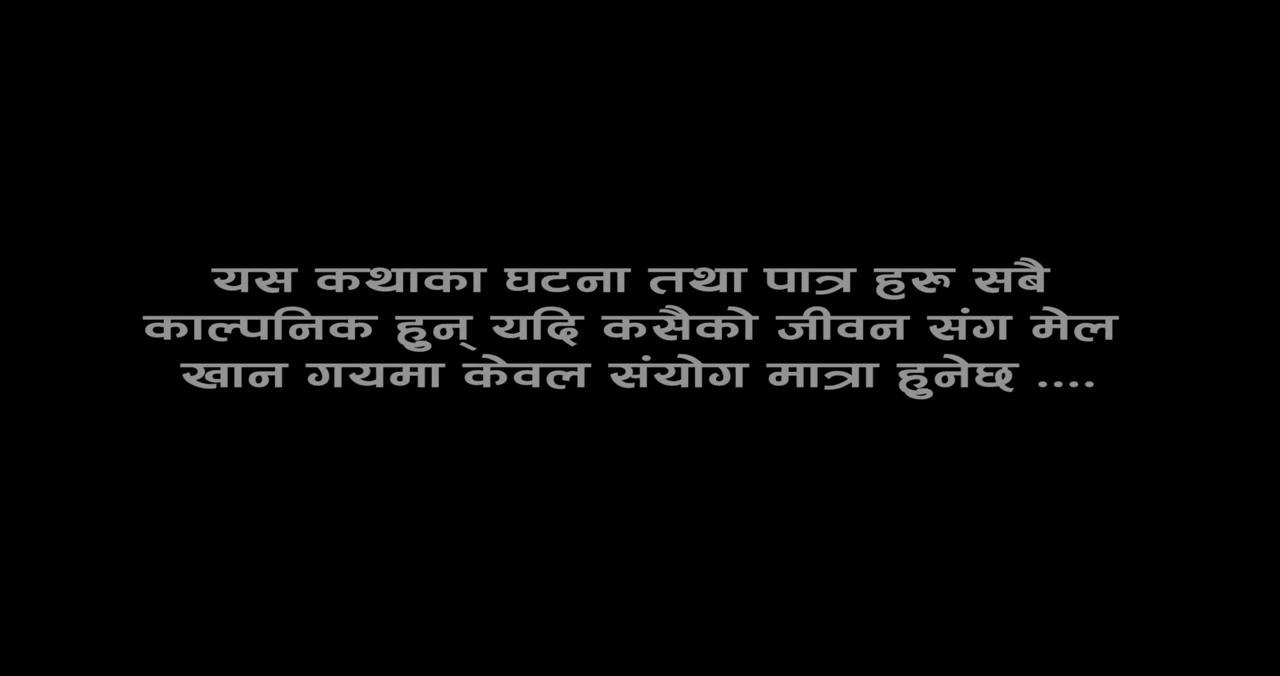 यस कथाका घटना तथा पात्र हरू सबै
काल्पनिक हुन् यदि कसैको जीवन संग मेल
खान गयमा केवल संयोग मात्रा हुनेछ ....